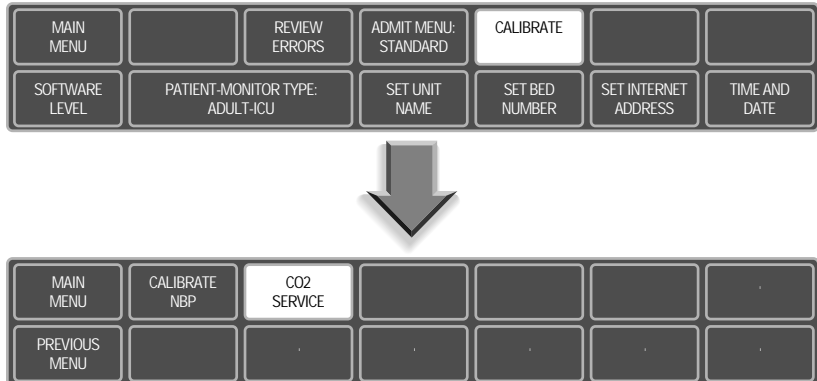 MAIN
MENU
REVIEW
ERRORS
ADMIT MENU:
STANDARD
CALIBRATE
SOFTWARE
LEVEL
PATIENT-MONITOR TYPE:
ADULT-ICU
SET UNIT
NAME
SET BED
NUMBER
SET INTERNET
ADDRESS
TIME AND
DATE
MAIN
MENU
CALIBRATE
NBP
CO2
SERVICE
PREVIOUS
MENU